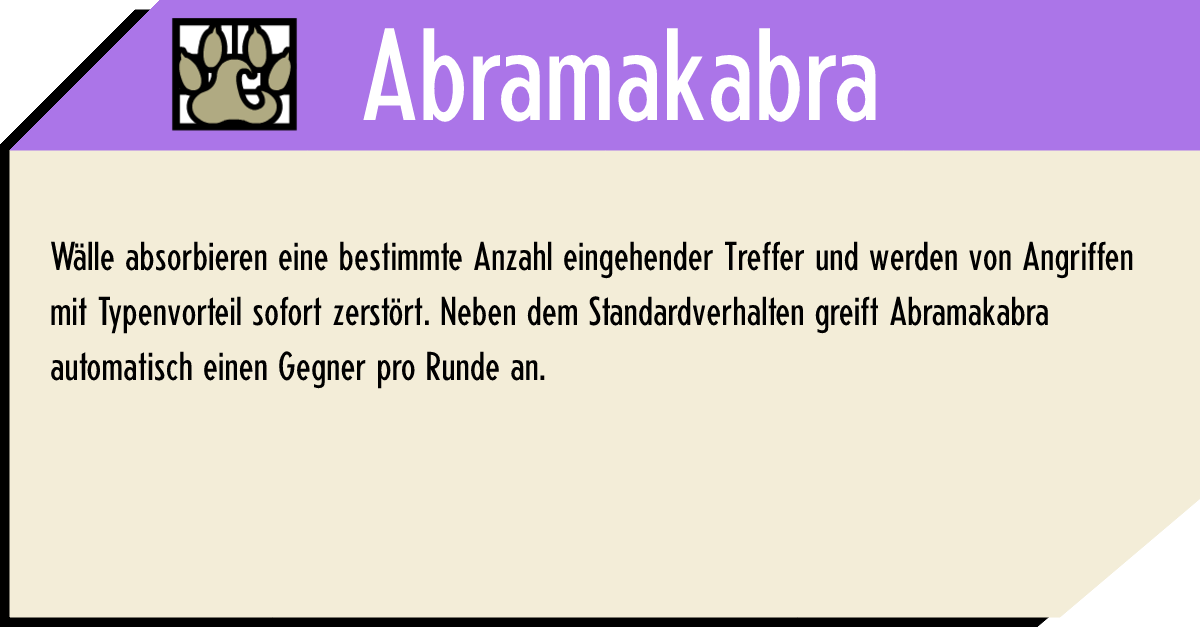 Abramakabra
Wälle absorbieren eine bestimmte Anzahl eingehender Treffer und werden von Angriffen
mit Typenvorteil sofort zerstört. Neben dem Standardverhalten greift Abramakabra
automatisch einen Gegner pro Runde an.